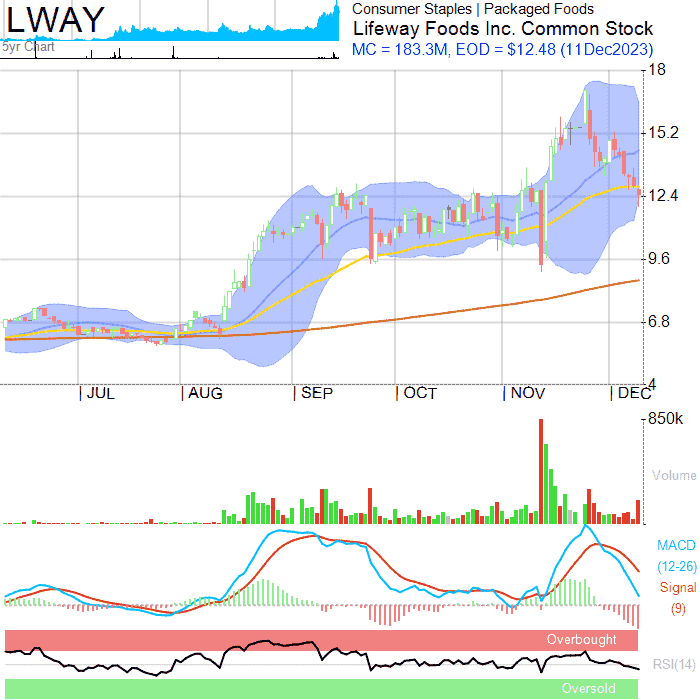 LWAY
5yr Chart
Consumer Staples | Packaged Foods
Lifeway Foods Inc. Common Stock
MC = 183.3M, EOD = $12.48 (11Dec2023)
18
15.2
12.4
9.6
6.8
4
JUL AUG SEP OCT NOV DEC
850k
Volume
MACD
(12-26)
Signal
(9)
Overbought
RSI(14)
Oversold